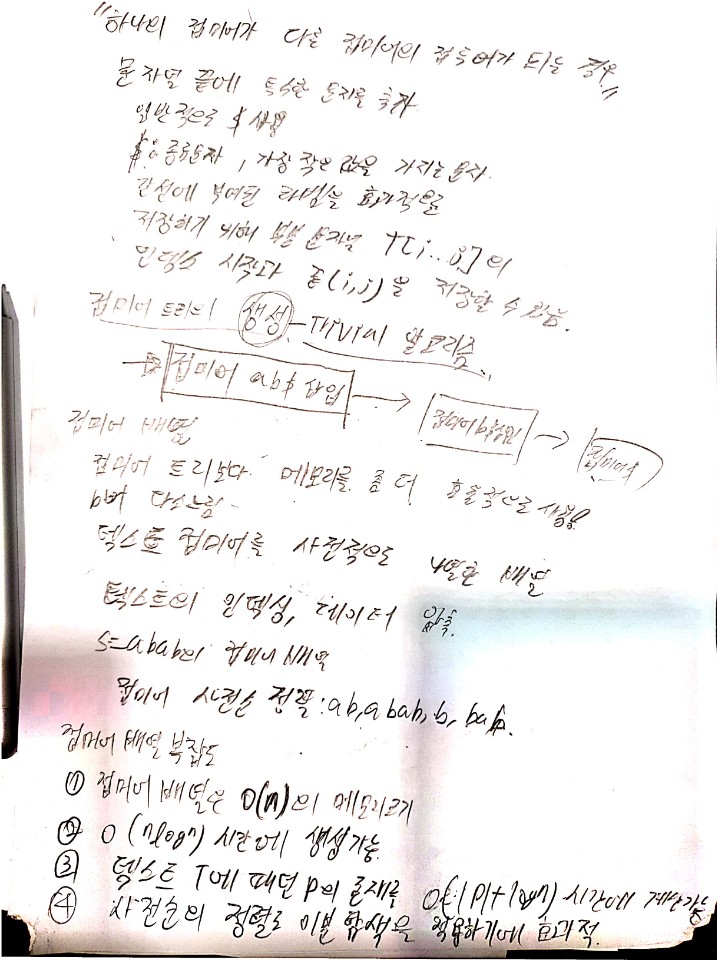 "하나의 접미어가 다른 접미어의 접두어가 되는 경우"
문자열 끝에 특수한 문자를 추가
일반적으로 $ 사용
$: 종류문자, 가장 작은 값을 가지는 문자.
간선에 부여된 라벨을 효과적으로
저장하기 위해 부분 문자열 T[i...j]의
인덱스 시작과 끝(i,j)을 저장할 수 있음.
접미어 트리의 생성 - Trivial 알고리즘
→ 접미어 ab$ 삽입 → 접미어 b$삽입 → 접미어$
접미어 배열
접미어 트리보다 메모리를 좀 더 효율적으로 사용!
but 다소느림.
텍스트 접미어를 사전적으로 나열한 배열
텍스트의 인덱싱, 데이터 압축.
S=abab의 접미어 배열
접미어 사전순 정렬: ab, abab, b, bab.
접미어 배열 복잡도
① 접미어 배열은 O(n)의 메모리크기
② O(nlogn) 시간에 생성가능
③ 텍스트 T에 패턴 P의 존재를 O(|P|+logn) 시간에 계산가능
④ 사전순의 정렬로 이분탐색을 적용하기에 효과적.